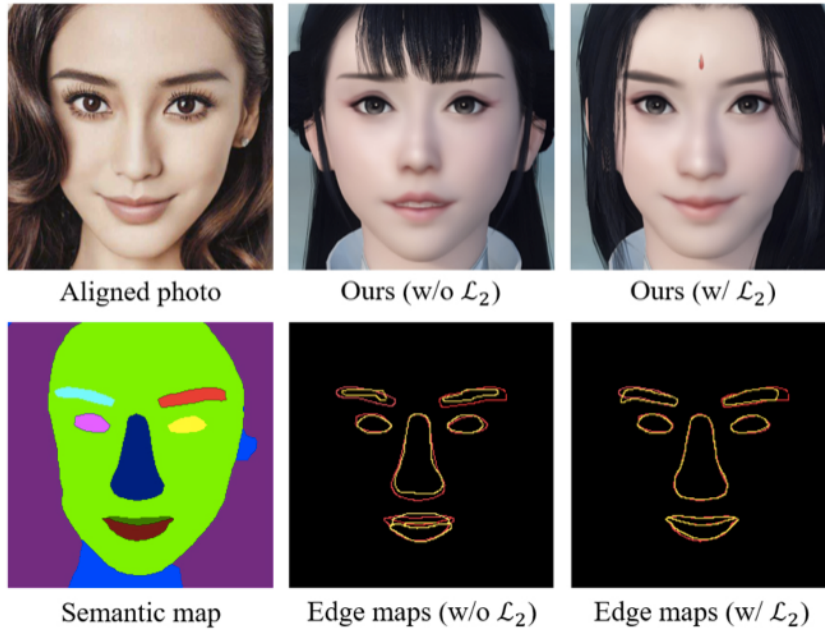 Aligned photo
Ours (w/o ℒ₂)
Ours (w/ ℒ₂)
Semantic map
Edge maps (w/o ℒ₂)
Edge maps (w/ ℒ₂)